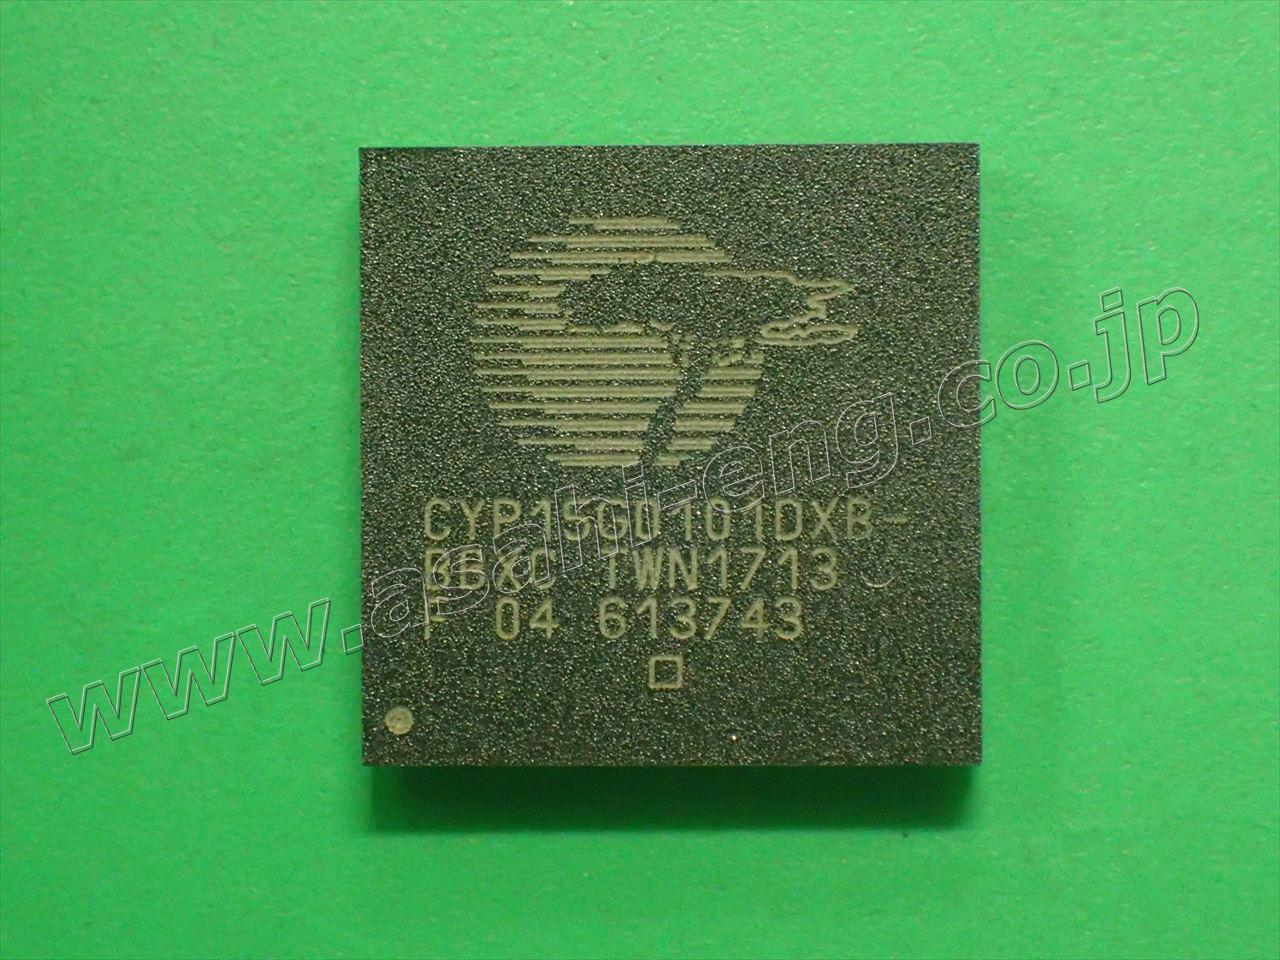 CYP15G0101DXB-
BBXC TWN1713
F 04 613743
www.asahi-eng.co.jp